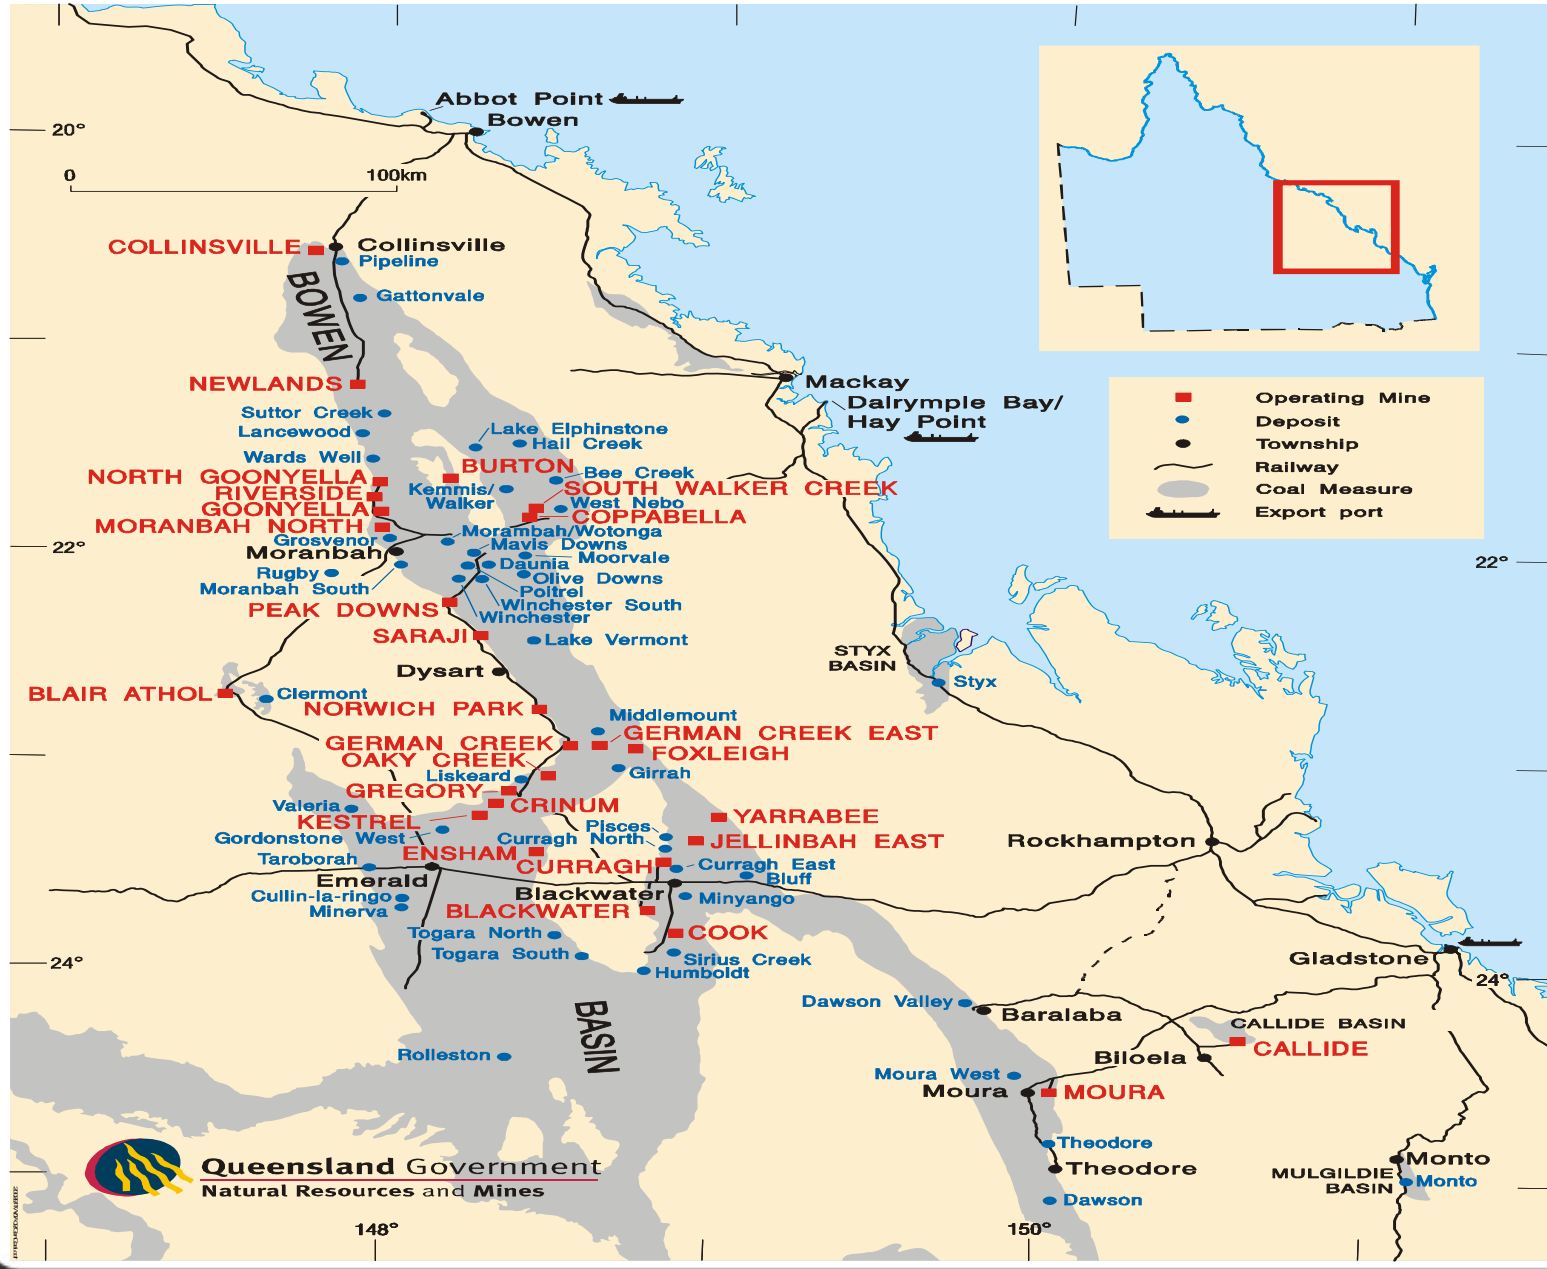 Abbot Point
Bowen
20°
0
100km
COLLINSVILLE
Collinsville
Pipeline
Gattonvale
BOWEN
NEWLANDS
Mackay
Dalrymple Bay/
Hay Point
Operating Mine
Deposit
Township
Railway
Coal Measure
Export port
Suttor Creek
Lancewood
Wards Well
Lake Elphinstone
Hail Creek
BURTON
Bee Creek
NORTH GOONYELLA
RIVERSIDE
GOONYELLA
MORANBAH NORTH
Kemmis/
Walker
SOUTH WALKER CREEK
West Nebo
COPPABELLA
Grosvenor
Moranbah
Morambah/Wotonga
Mavis Downs
Moorvale
22°
22°
Rugby
Daunia
Olive Downs
Moranbah South
Poitrel
PEAK DOWNS
Winchester South
Winchester
SARAJI
Lake Vermont
STYX
BASIN
Dysart
Styx
BLAIR ATHOL
Clermont
NORWICH PARK
Middlemount
GERMAN CREEK
GERMAN CREEK EAST
FOXLEIGH
OAKY CREEK
Liskeard
Girrah
GREGORY
CRINUM
Valeria
KESTREL
YARRABEE
Gordonstone West
Pisces
Curragh North
JELLINBAH EAST
Rockhampton
ENSHAM
Taroborah
CURRAGH
Curragh East
Bluff
Emerald
Blackwater
Cullin-la-ringo
Minerva
BLACKWATER
Minyango
Togara North
COOK
Togara South
Sirius Creek
Humboldt
24°
Gladstone
24°
BASIN
Dawson Valley
Baralaba
CALLIDE BASIN
CALLIDE
Rolleston
Biloela
Moura West
Moura
MOURA
Theodore
Theodore
Monto
MULGILDIE
BASIN
Monto
Dawson
Queensland Government
Natural Resources and Mines
148°
150°